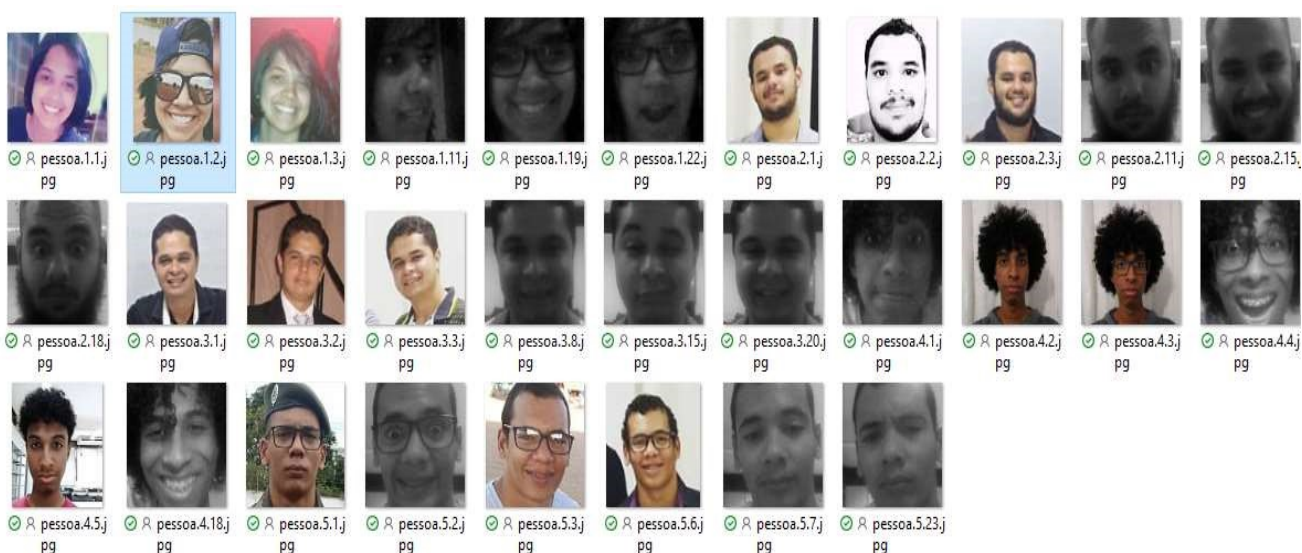 pessoa.1.1.j pessoa.1.2.j pessoa.1.3.j pessoa.1.11.j pessoa.1.19.j pessoa.1.22.j pessoa.2.1.j pessoa.2.2.j pessoa.2.3.j pessoa.2.11.j pessoa.2.15.j
pg pg pg pg pg pg pg pg pg pg pg
pessoa.2.18.j pessoa.3.1.j pessoa.3.2.j pessoa.3.3.j pessoa.3.8.j pessoa.3.15.j pessoa.3.20.j pessoa.4.1.j pessoa.4.2.j pessoa.4.3.j pessoa.4.4.j
pg pg pg pg pg pg pg pg pg pg pg
pessoa.4.5.j pessoa.4.18.j pessoa.5.1.j pessoa.5.2.j pessoa.5.3.j pessoa.5.6.j pessoa.5.7.j pessoa.5.23.j
pg pg pg pg pg pg pg pg